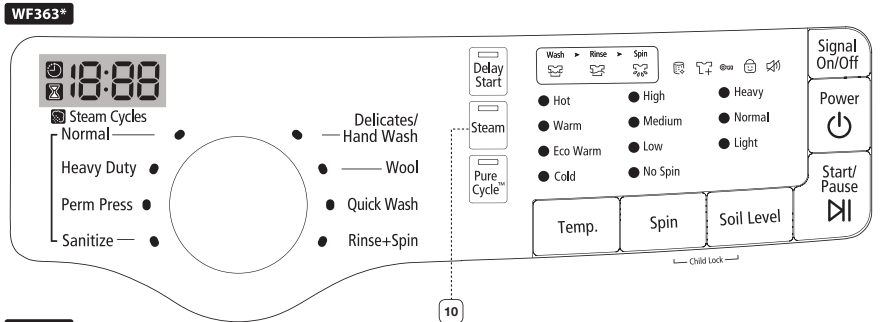 WF363*
18:88
Steam Cycles
Normal
Heavy Duty
Perm Press
Sanitize
Delicates/
Hand Wash
Wool
Quick Wash
Rinse+Spin
Delay
Start
Steam
Pure
Cycle™
Wash ► Rinse ► Spin
Hot
Warm
Eco Warm
Cold
High
Medium
Low
No Spin
Heavy
Normal
Light
Temp.
Spin
Soil Level
Child Lock
Signal
On/Off
Power
Start/
Pause
10